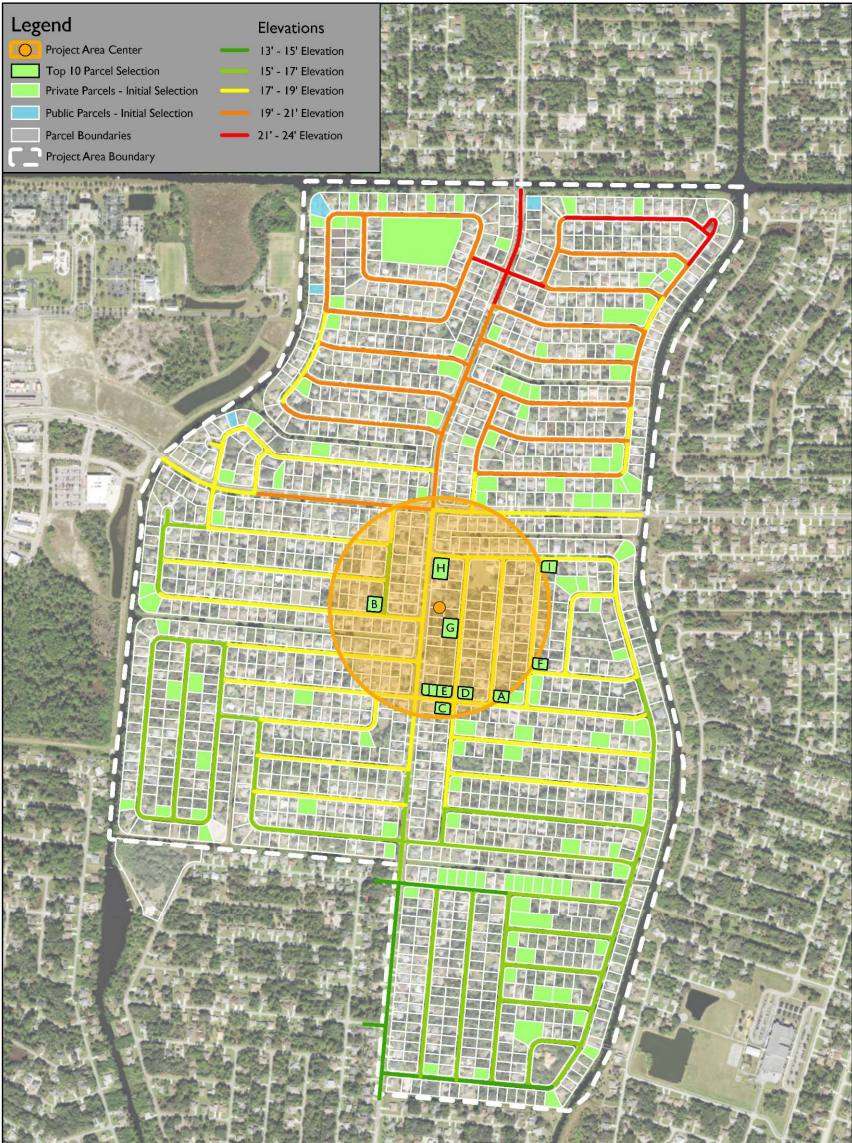 Legend
Project Area Center
Top 10 Parcel Selection
Private Parcels - Initial Selection
Public Parcels - Initial Selection
Parcel Boundaries
Project Area Boundary
Elevations
13' - 15' Elevation
15' - 17' Elevation
17' - 19' Elevation
19' - 21' Elevation
21' - 24' Elevation
H
I
B
G
F
J
E
D
A
C